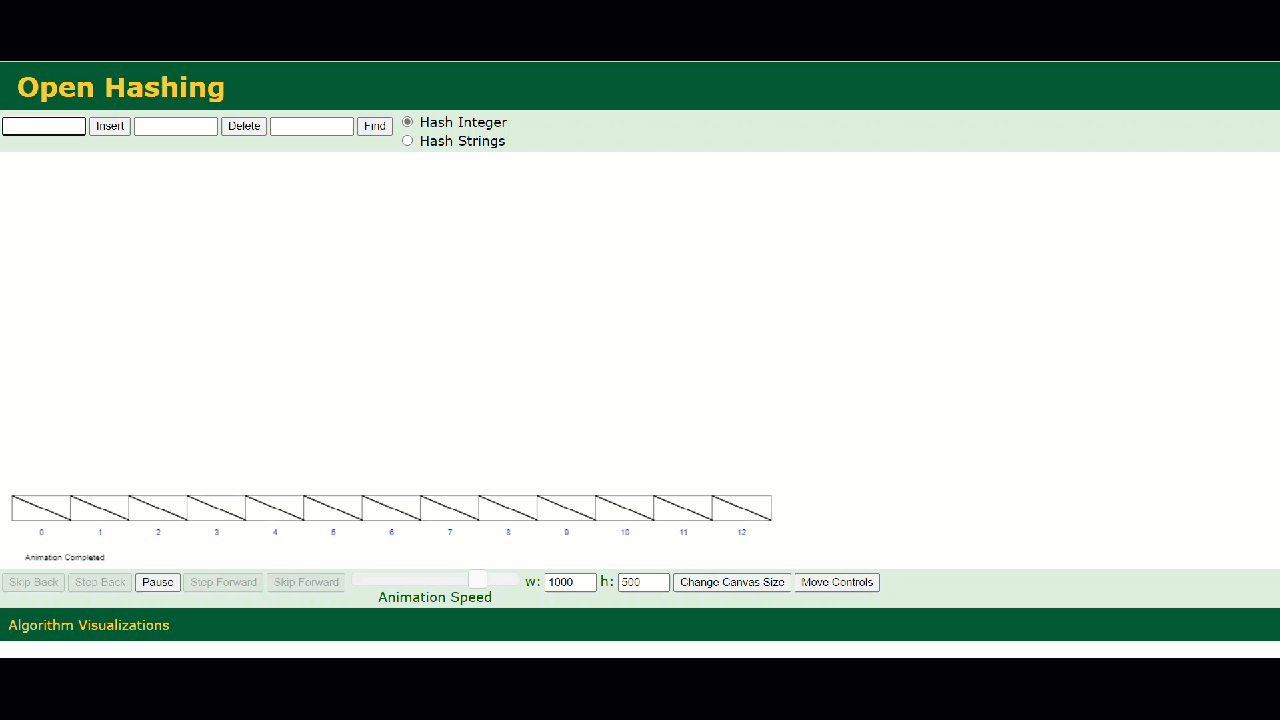 Open Hashing
Insert Delete Find
Hash Integer
Hash Strings
0 1 2 3 4 5 6 7 8 9 10 11 12
Animation Completed
Skip Back Step Back Pause Step Forward Skip Forward w: 1000 h: 500 Change Canvas Size Move Controls
Animation Speed
Algorithm Visualizations